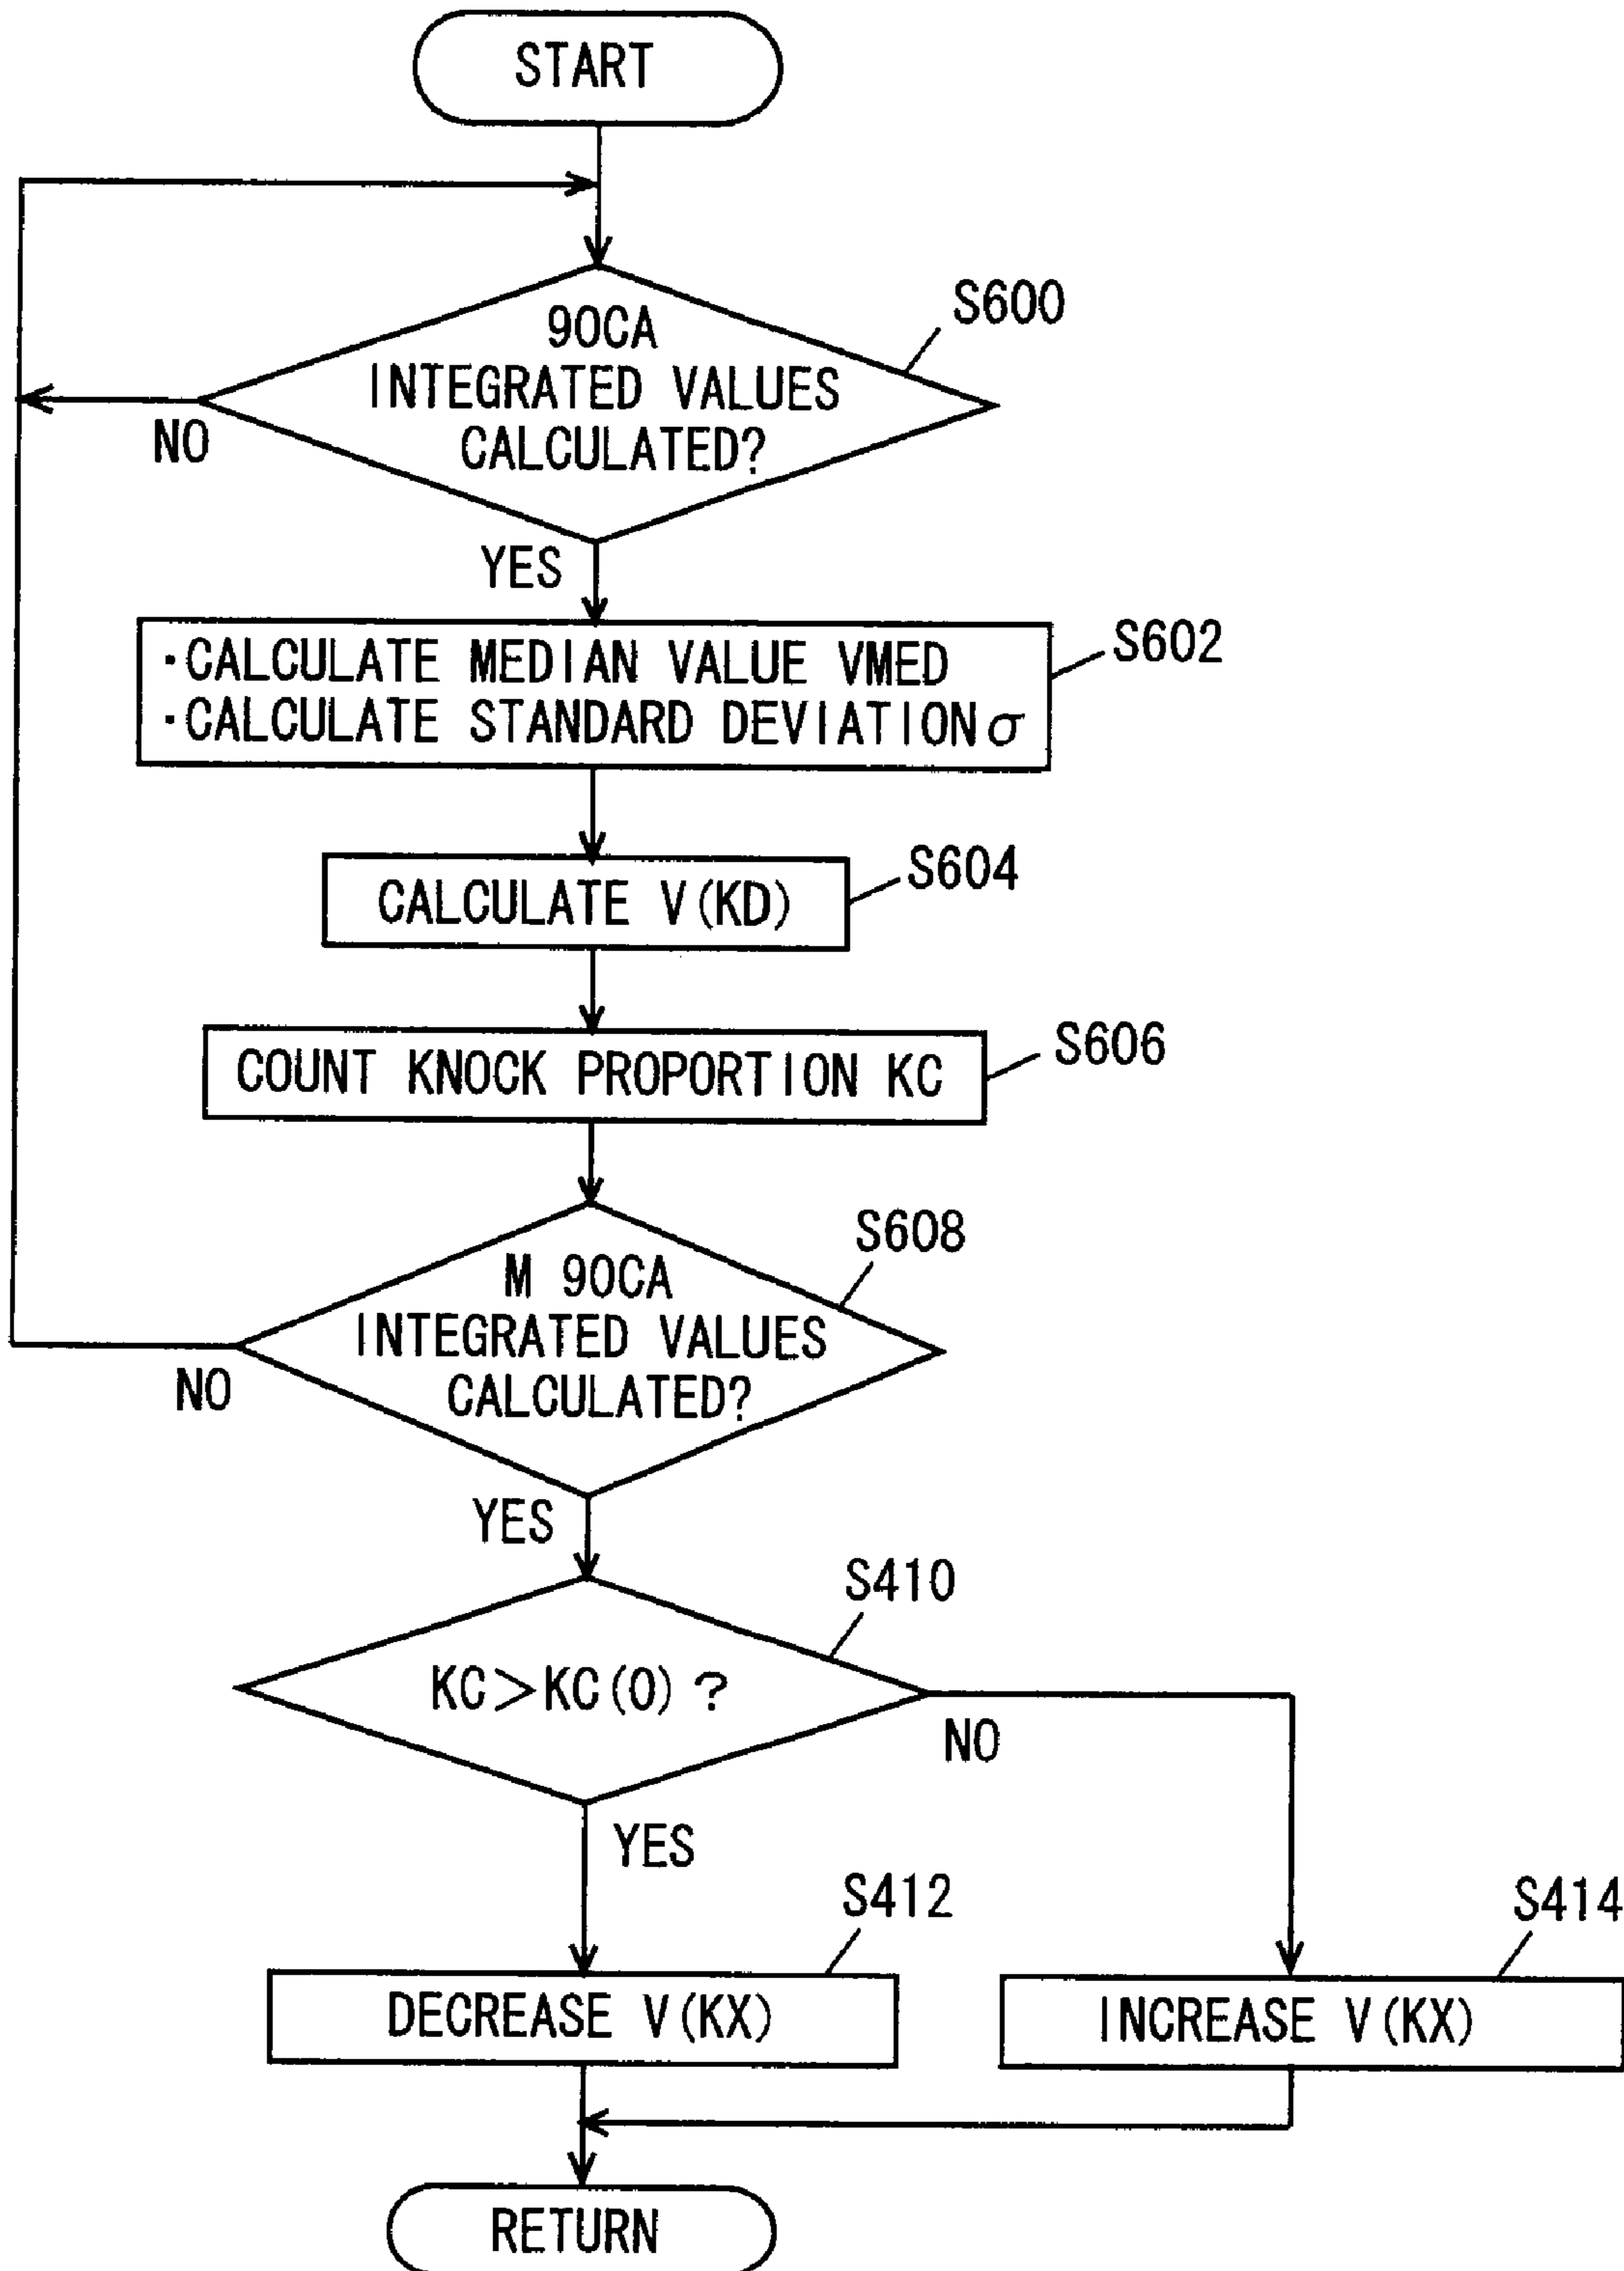 START
90CA
INTEGRATED VALUES
CALCULATED?
S600
NO
YES
·CALCULATE MEDIAN VALUE VMED
·CALCULATE STANDARD DEVIATION σ
S602
CALCULATE V(KD)
S604
COUNT KNOCK PROPORTION KC
S606
M 90CA
INTEGRATED VALUES
CALCULATED?
S608
NO
YES
KC>KC(0) ?
S410
NO
YES
DECREASE V(KX)
S412
INCREASE V(KX)
S414
RETURN